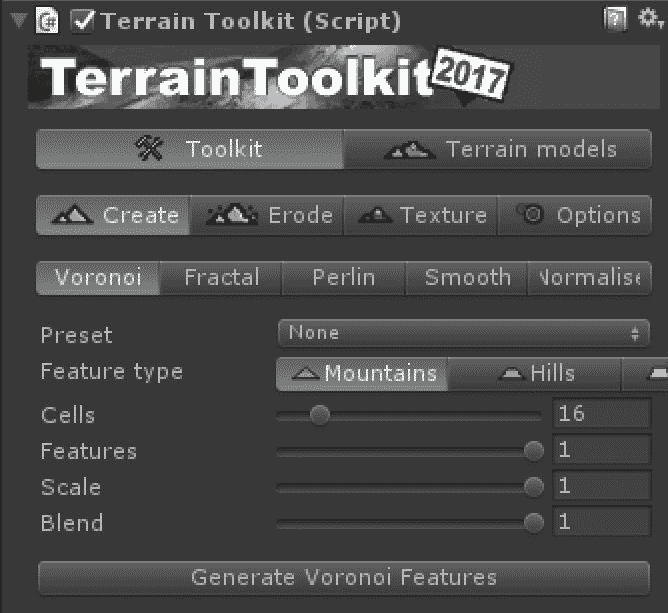 C# Terrain Toolkit (Script) ?
TerrainToolkit 2017
Toolkit Terrain models
Create Erode Texture Options
Voronoi Fractal Perlin Smooth Normalise
Preset None
Feature type Mountains Hills
Cells 16
Features 1
Scale 1
Blend 1
Generate Voronoi Features